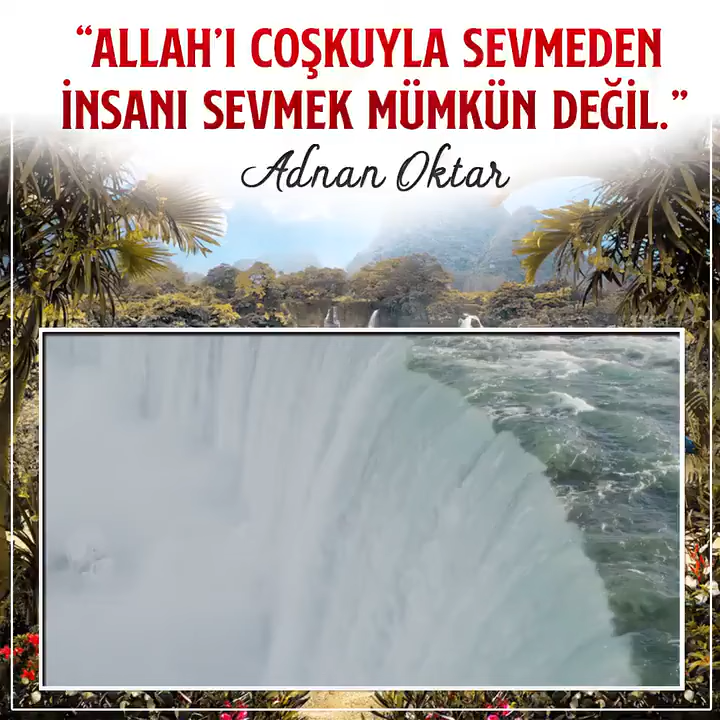 “ALLAH’I COŞKUYLA SEVMEDEN
İNSANI SEVMEK MÜMKÜN DEĞİL.”
Adnan Oktar